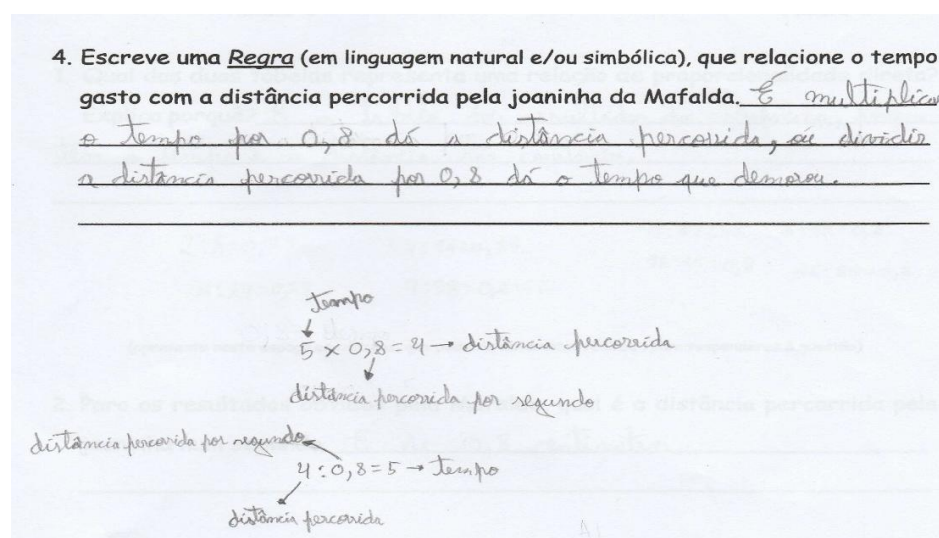 4. Escreve uma Regra (em linguagem natural e/ou simbólica), que relacione o tempo
gasto com a distância percorrida pela joaninha da Mafalda. É multiplicar
o tempo por 0,8 dá a distância percorrida, ou dividir
a distância percorrida por 0,8 dá o tempo que demorou.
tempo
5 x 0,8 = 4 → distância percorrida
distância percorrida por segundo
distância percorrida por segundo
4 : 0,8 = 5 → tempo
distância percorrida